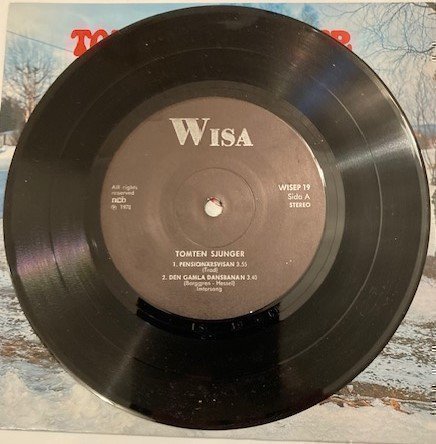 WISA
All rights
reserved
ncb
℗ 1978
WISEP 19
Sida A
STEREO
TOMTEN SJUNGER
1. PENSIONÄRSVISAN 3.55
(Trad)
2. DEN GAMLA DANSBANAN 3.40
(Berggren - Hessel)
Intersong